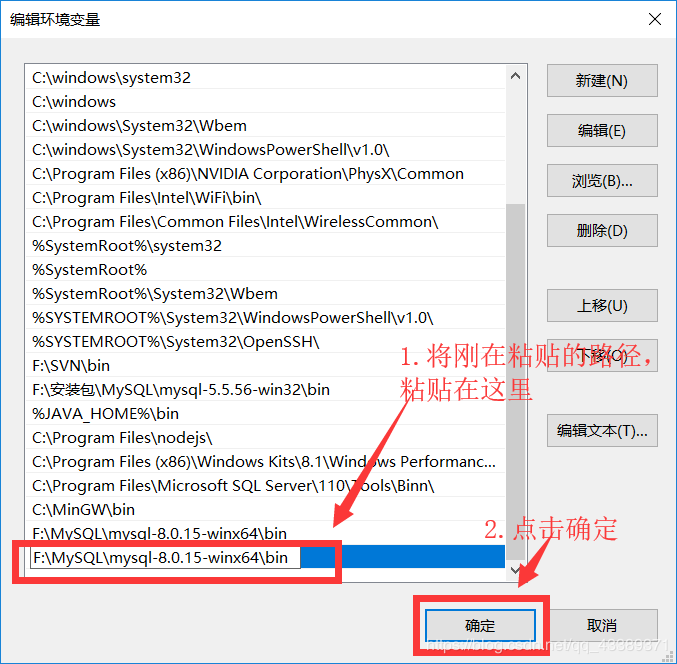 编辑环境变量
C:\windows\system32
C:\windows
C:\windows\System32\Wbem
C:\windows\System32\WindowsPowerShell\v1.0\
C:\Program Files (x86)\NVIDIA Corporation\PhysX\Common
C:\Program Files\Intel\WiFi\bin\
C:\Program Files\Common Files\Intel\WirelessCommon\
%SystemRoot%\system32
%SystemRoot%
%SystemRoot%\System32\Wbem
%SYSTEMROOT%\System32\WindowsPowerShell\v1.0\
%SYSTEMROOT%\System32\OpenSSH\
F:\SVN\bin
F:\安装包\MySQL\mysql-5.5.56-win32\bin
%JAVA_HOME%\bin
C:\Program Files\nodejs\
C:\Program Files (x86)\Windows Kits\8.1\Windows Performanc...
C:\Program Files\Microsoft SQL Server\110\Tools\Binn\
C:\MinGW\bin
F:\MySQL\mysql-8.0.15-winx64\bin
F:\MySQL\mysql-8.0.15-winx64\bin
新建(N)
编辑(E)
浏览(B)...
删除(D)
上移(U)
下移(O)
编辑文本(T)...
1.将刚在粘贴的路径，
粘贴在这里
2.点击确定
确定
取消
https://blog.csdn.net/qq_43389371